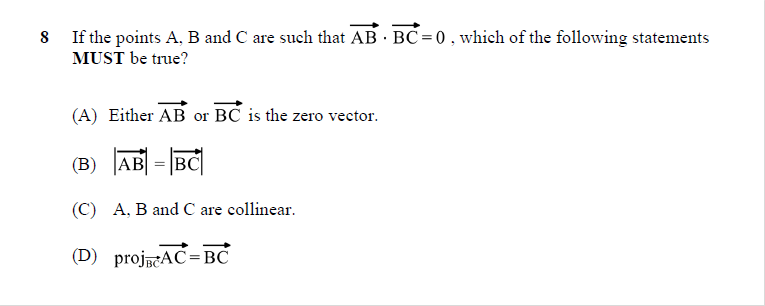 8 If the points A, B and C are such that $\overrightarrow{AB} \cdot \overrightarrow{BC} = 0$ , which of the following statements
MUST be true?
(A) Either $\overrightarrow{AB}$ or $\overrightarrow{BC}$ is the zero vector.
(B) $|\overrightarrow{AB}| = |\overrightarrow{BC}|$
(C) A, B and C are collinear.
(D) $\text{proj}_{\overrightarrow{BC}}\overrightarrow{AC} = \overrightarrow{BC}$